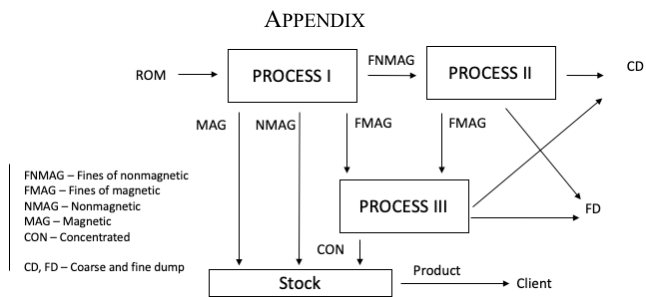 APPENDIX
ROM
PROCESS I
FNMAG
PROCESS II
CD
MAG
NMAG
FMAG
FMAG
FNMAG – Fines of nonmagnetic
FMAG – Fines of magnetic
NMAG – Nonmagnetic
MAG – Magnetic
CON – Concentrated
CD, FD – Coarse and fine dump
PROCESS III
FD
CON
Stock
Product
Client